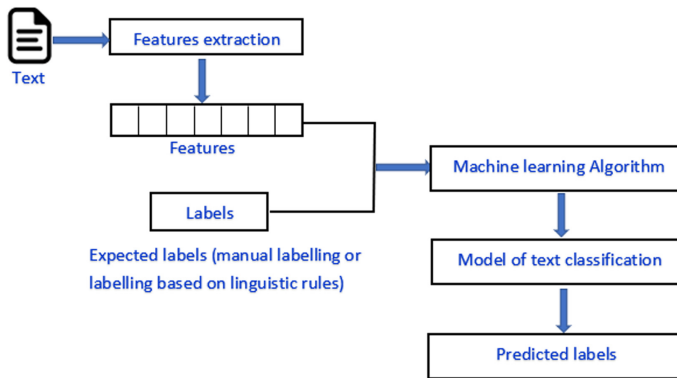 Features extraction
Text
Features
Machine learning Algorithm
Labels
Expected labels (manual labelling or
labelling based on linguistic rules)
Model of text classification
Predicted labels